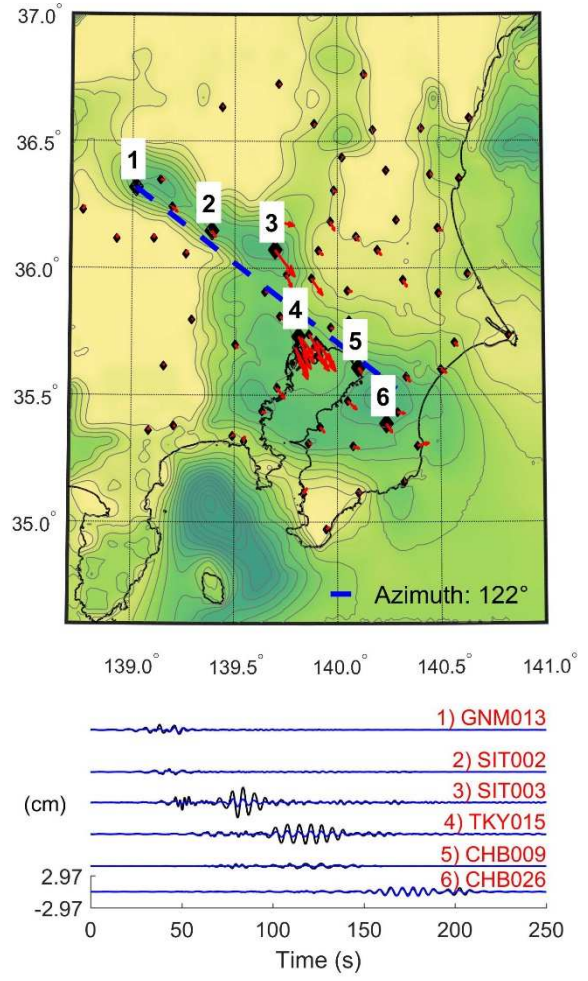 37.0°
1
2
3
4
5
6
36.5°
36.0°
35.5°
35.0°
Azimuth: 122°
139.0° 139.5° 140.0° 140.5° 141.0°
1) GNM013
2) SIT002
3) SIT003
4) TKY015
5) CHB009
6) CHB026
(cm)
2.97
-2.97
0 50 100 150 200 250
Time (s)